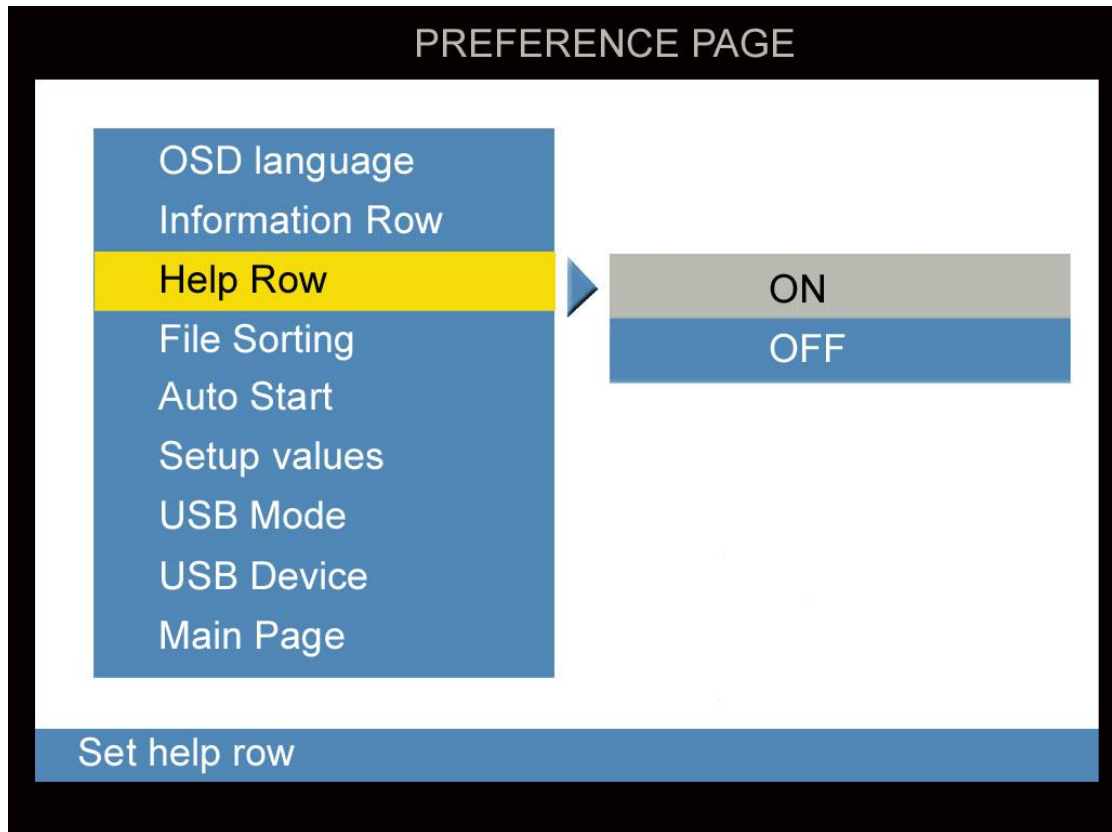 PREFERENCE PAGE
OSD language
Information Row
Help Row
File Sorting
Auto Start
Setup values
USB Mode
USB Device
Main Page
ON
OFF
Set help row